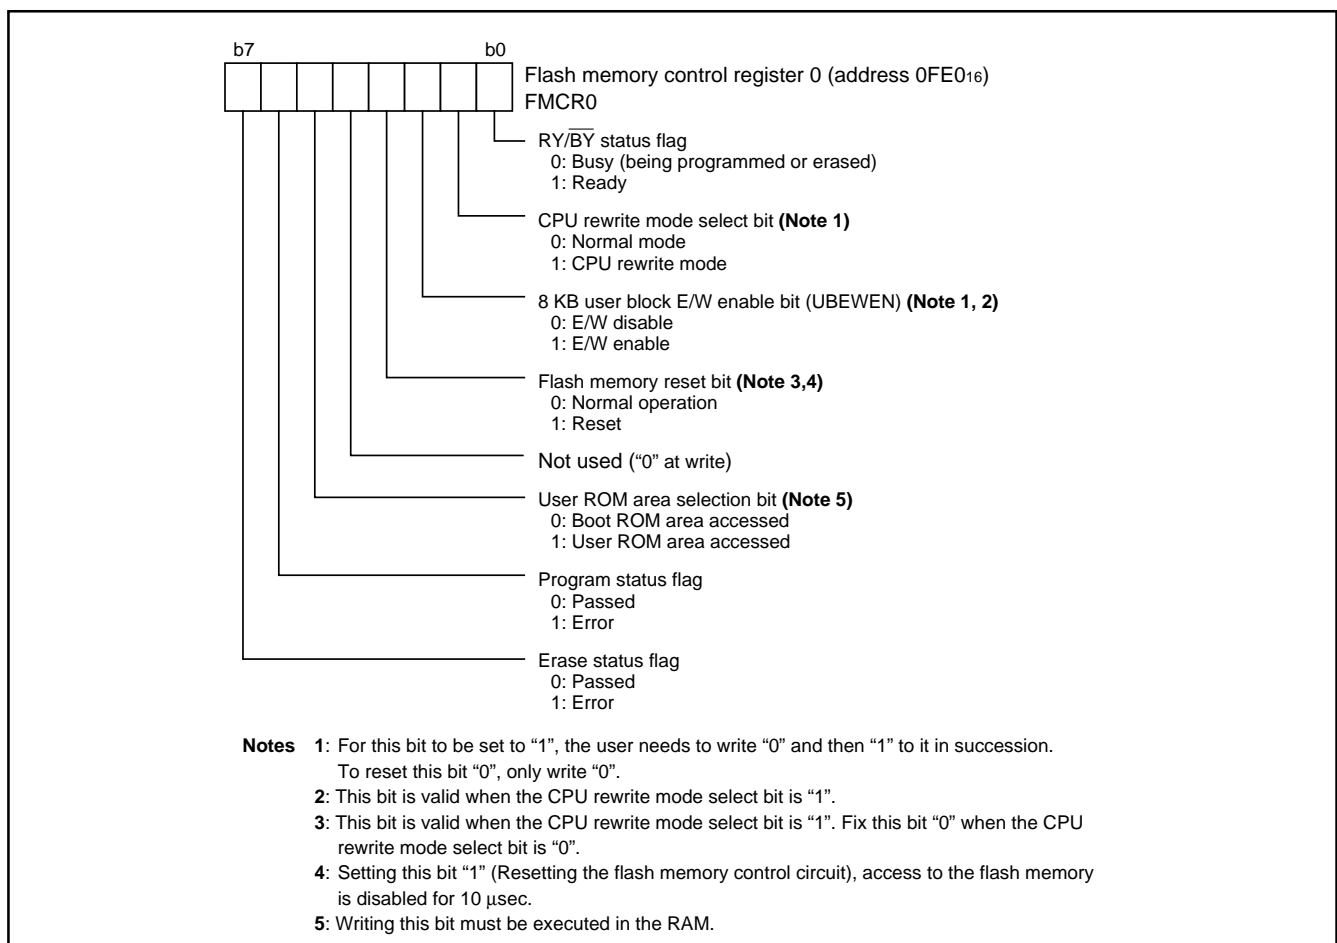 b7 b0
Flash memory control register 0 (address 0FE016)
FMCR0
RY/BY status flag
0: Busy (being programmed or erased)
1: Ready
CPU rewrite mode select bit (Note 1)
0: Normal mode
1: CPU rewrite mode
8 KB user block E/W enable bit (UBEWEN) (Note 1, 2)
0: E/W disable
1: E/W enable
Flash memory reset bit (Note 3,4)
0: Normal operation
1: Reset
Not used (“0” at write)
User ROM area selection bit (Note 5)
0: Boot ROM area accessed
1: User ROM area accessed
Program status flag
0: Passed
1: Error
Erase status flag
0: Passed
1: Error
Notes 1: For this bit to be set to “1”, the user needs to write “0” and then “1” to it in succession.
To reset this bit “0”, only write “0”.
2: This bit is valid when the CPU rewrite mode select bit is “1”.
3: This bit is valid when the CPU rewrite mode select bit is “1”. Fix this bit “0” when the CPU
rewrite mode select bit is “0”.
4: Setting this bit “1” (Resetting the flash memory control circuit), access to the flash memory
is disabled for 10 μsec.
5: Writing this bit must be executed in the RAM.